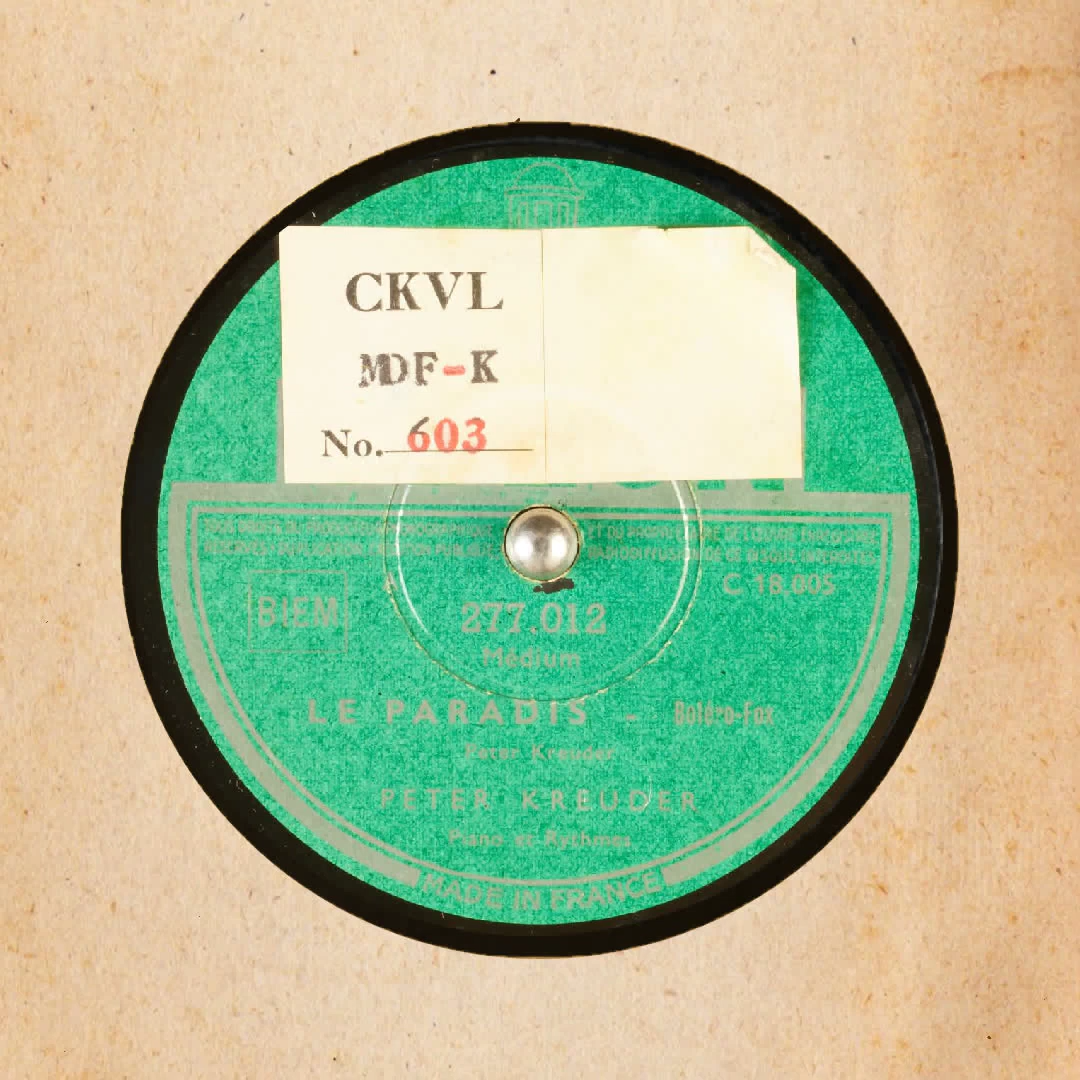 CKVL
MDF-K
No. 603
RESERVES
BIEM
C 18.005
277.012
Médium
LE PARADIS - Boléro-Fox
Peter Kreuder
PETER KREUDER
Piano et Rythmes
MADE IN FRANCE